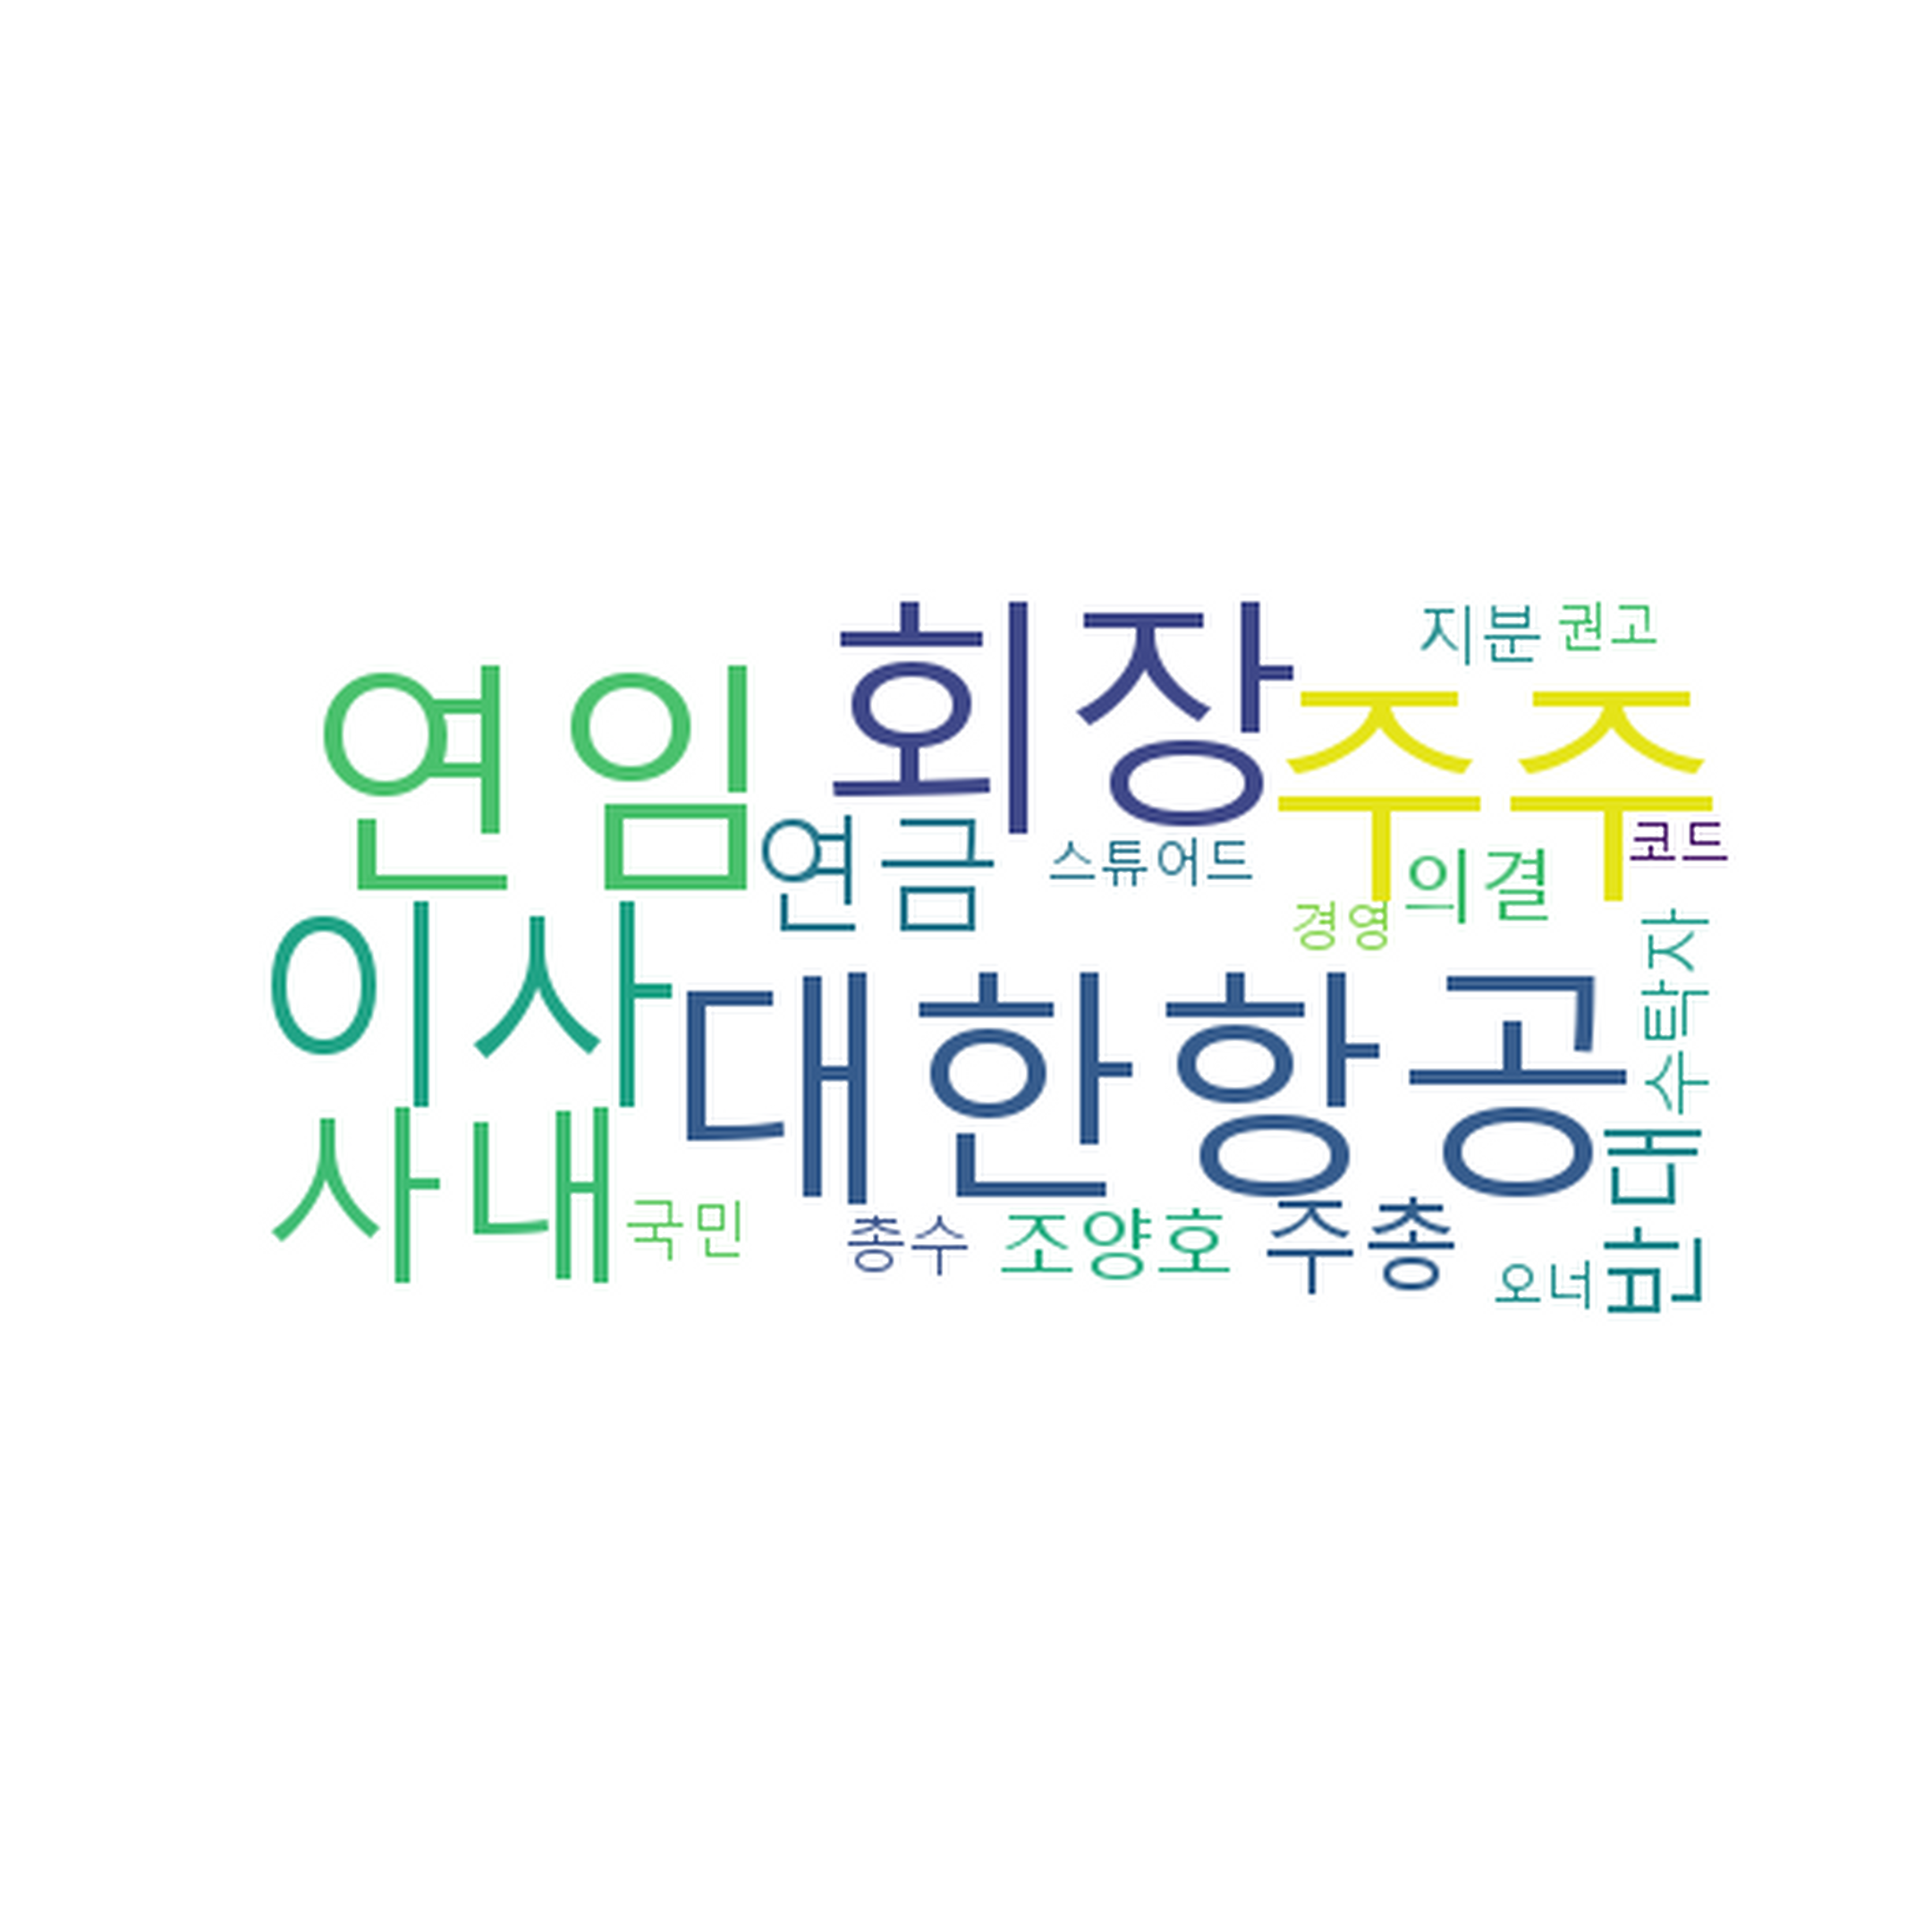 회장
지분
권고
연임
주주
연금
스튜어드
코드
의결
경영
이사
수탁자
대한항공
사내
국민
총수
조양호
주총
오너
반대